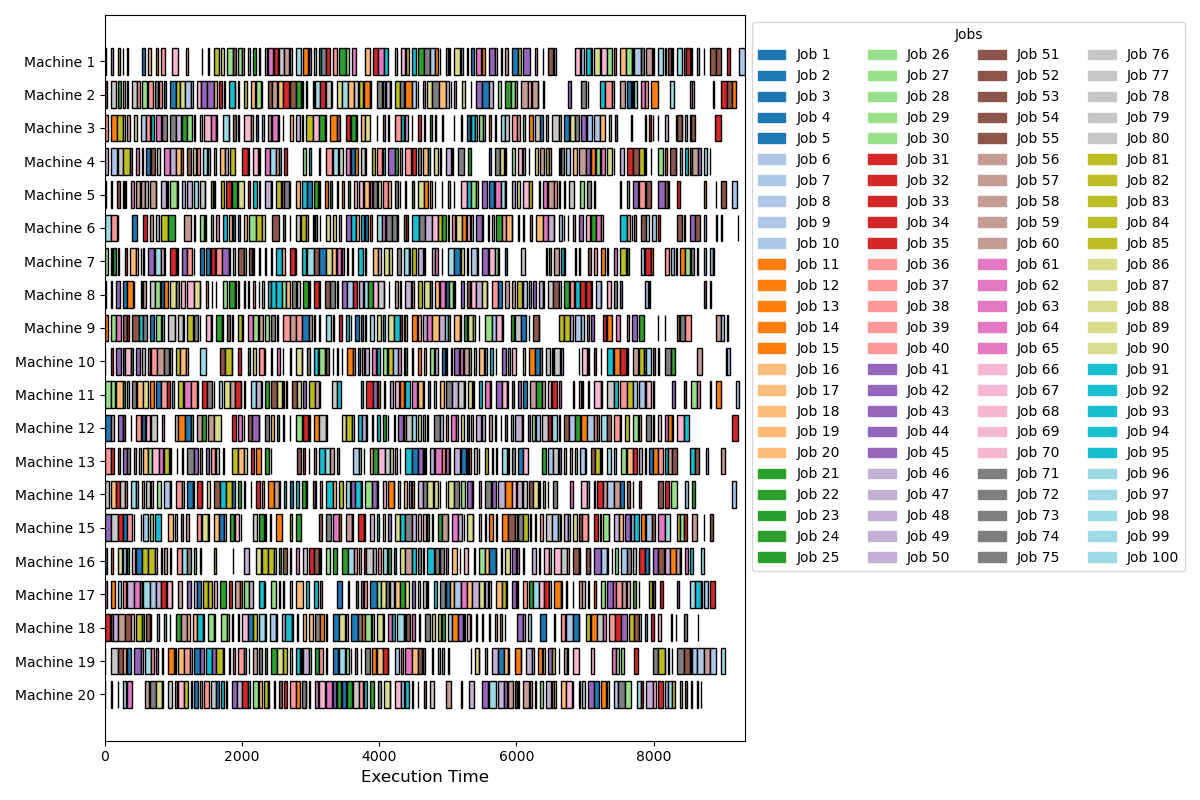 Jobs
Machine 1
Machine 2
Machine 3
Machine 4
Machine 5
Machine 6
Machine 7
Machine 8
Machine 9
Machine 10
Machine 11
Machine 12
Machine 13
Machine 14
Machine 15
Machine 16
Machine 17
Machine 18
Machine 19
Machine 20
0 2000 4000 6000 8000
Execution Time
Job 1 Job 26 Job 51 Job 76
Job 2 Job 27 Job 52 Job 77
Job 3 Job 28 Job 53 Job 78
Job 4 Job 29 Job 54 Job 79
Job 5 Job 30 Job 55 Job 80
Job 6 Job 31 Job 56 Job 81
Job 7 Job 32 Job 57 Job 82
Job 8 Job 33 Job 58 Job 83
Job 9 Job 34 Job 59 Job 84
Job 10 Job 35 Job 60 Job 85
Job 11 Job 36 Job 61 Job 86
Job 12 Job 37 Job 62 Job 87
Job 13 Job 38 Job 63 Job 88
Job 14 Job 39 Job 64 Job 89
Job 15 Job 40 Job 65 Job 90
Job 16 Job 41 Job 66 Job 91
Job 17 Job 42 Job 67 Job 92
Job 18 Job 43 Job 68 Job 93
Job 19 Job 44 Job 69 Job 94
Job 20 Job 45 Job 70 Job 95
Job 21 Job 46 Job 71 Job 96
Job 22 Job 47 Job 72 Job 97
Job 23 Job 48 Job 73 Job 98
Job 24 Job 49 Job 74 Job 99
Job 25 Job 50 Job 75 Job 100